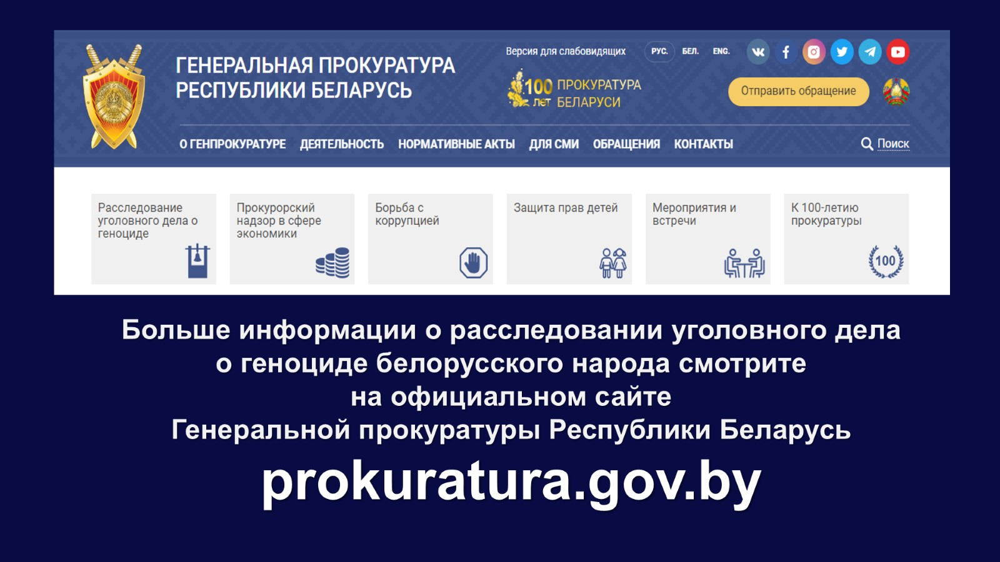 ГЕНЕРАЛЬНАЯ ПРОКУРАТУРА
РЕСПУБЛИКИ БЕЛАРУСЬ
Версия для слабовидящих
РУС. БЕЛ. ENG.
100 ПРОКУРАТУРА
лет БЕЛАРУСИ
Отправить обращение
О ГЕНПРОКУРАТУРЕ ДЕЯТЕЛЬНОСТЬ НОРМАТИВНЫЕ АКТЫ ДЛЯ СМИ ОБРАЩЕНИЯ КОНТАКТЫ Поиск
Расследование
уголовного дела о
геноциде
Прокурорский
надзор в сфере
экономики
Борьба с
коррупцией
Защита прав детей
Мероприятия и
встречи
К 100-летию
прокуратуры
100
Больше информации о расследовании уголовного дела
о геноциде белорусского народа смотрите
на официальном сайте
Генеральной прокуратуры Республики Беларусь
prokuratura.gov.by